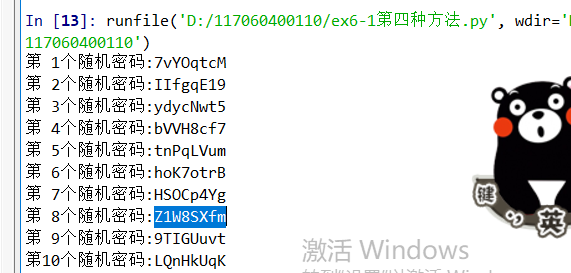 In [13]: runfile('D:/117060400110/ex6-1第四种方法.py', wdir='
117060400110')
第 1个随机密码:7vYOqtcM
第 2个随机密码:IIfgqE19
第 3个随机密码:ydycNwt5
第 4个随机密码:bVVH8cf7
第 5个随机密码:tnPqLVum
第 6个随机密码:hoK7otrB
第 7个随机密码:HSOCp4Yg
第 8个随机密码:Z1W8SXfm
第 9个随机密码:9TIGUuvt
第10个随机密码:LQnHkUqK
键 英
激活 Windows